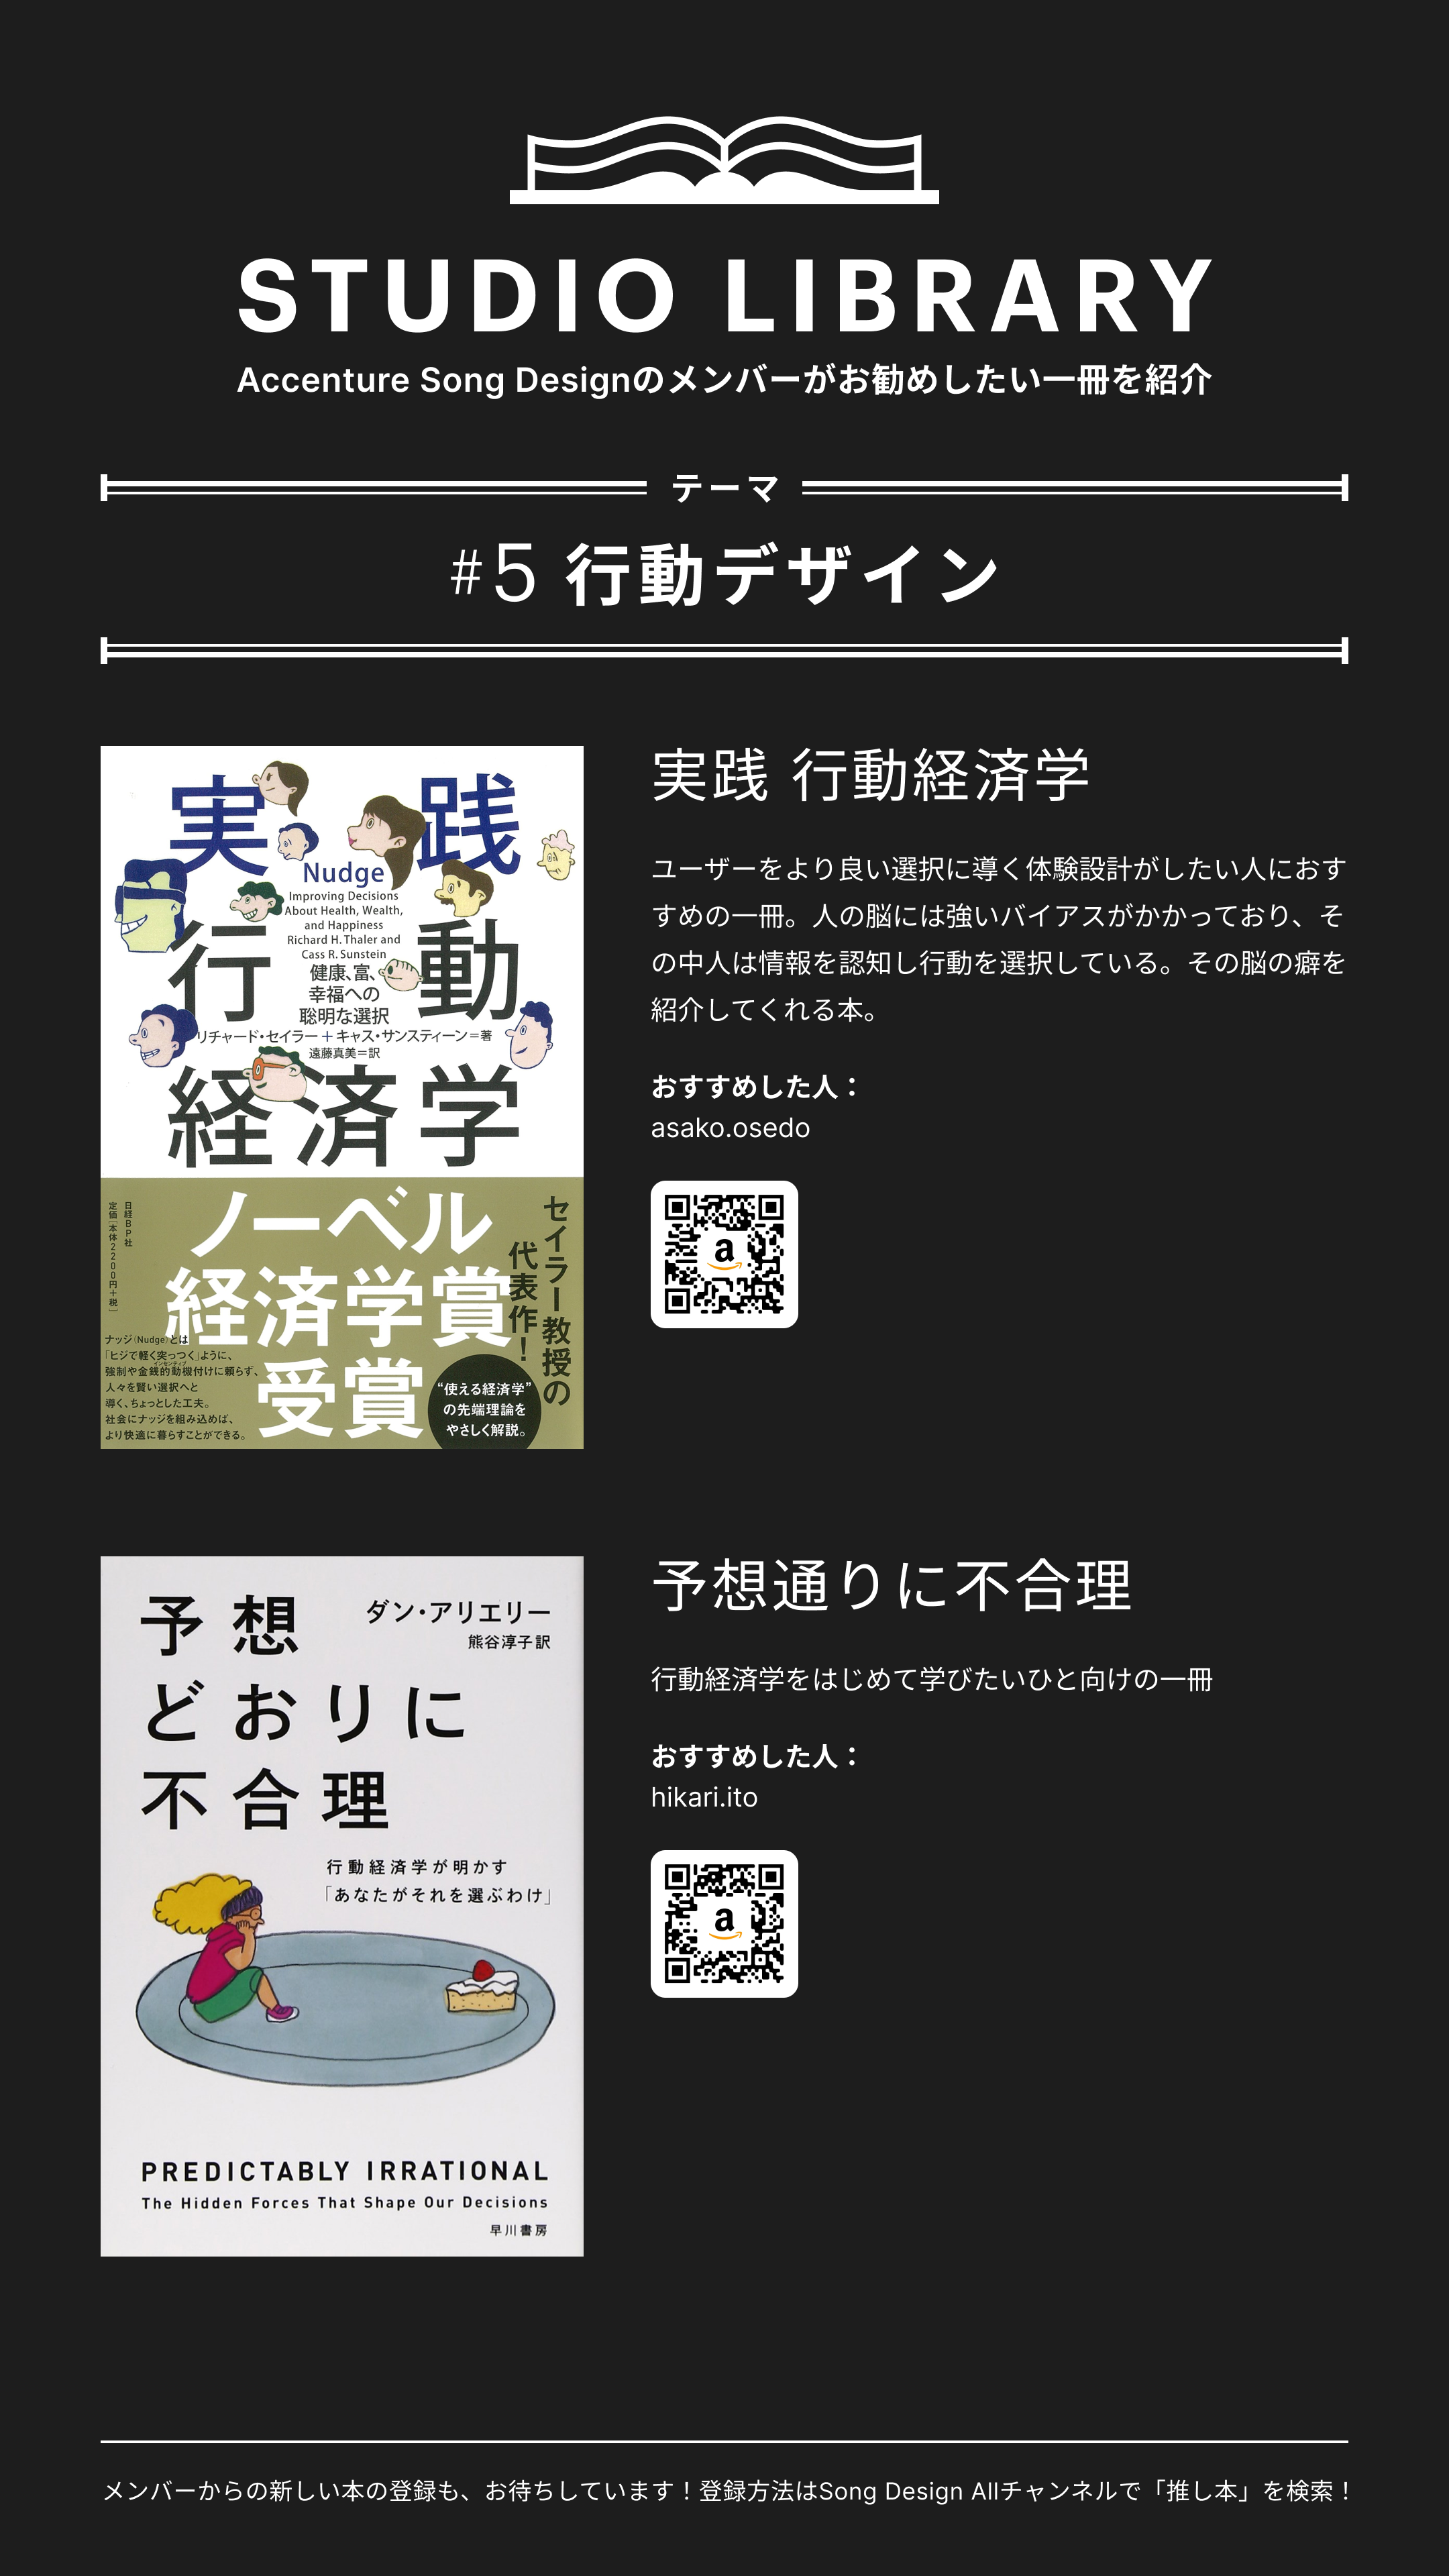 STUDIO LIBRARY
Accenture Song Designのメンバーがお勧めしたい一冊を紹介
テーマ
#5 行動デザイン
実践
Nudge
Improving Decisions
About Health, Wealth,
and Happiness
Richard H. Thaler and
Cass R. Sunstein
行動
健康、富、
幸福への
聡明な選択
リチャード・セイラー＋キャス・サンスティーン＝著
遠藤真美＝訳
経済学
ノーベル
経済学賞
受賞
セイラー教授の
代表作！
日経BP社
定価［本体2200円＋税］
ナッジ（Nudge）とは
「ヒジで軽く突っつく」ように、
インセンティブ
強制や金銭的動機付けに頼らず、
人々を賢い選択へと
導く、ちょっとした工夫。
社会にナッジを組み込めば、
より快適に暮らすことができる。
“使える経済学”
の先端理論を
やさしく解説。
実践 行動経済学
ユーザーをより良い選択に導く体験設計がしたい人におす
すめの一冊。人の脳には強いバイアスがかかっており、そ
の中人は情報を認知し行動を選択している。その脳の癖を
紹介してくれる本。
おすすめした人：
asako.osedo
a
予想
どおりに
不合理
ダン・アリエリー
熊谷淳子訳
行動経済学が明かす
「あなたがそれを選ぶわけ」
PREDICTABLY IRRATIONAL
The Hidden Forces That Shape Our Decisions
早川書房
予想通りに不合理
行動経済学をはじめて学びたいひと向けの一冊
おすすめした人：
hikari.ito
a
メンバーからの新しい本の登録も、お待ちしています！登録方法はSong Design Allチャンネルで「推し本」を検索！